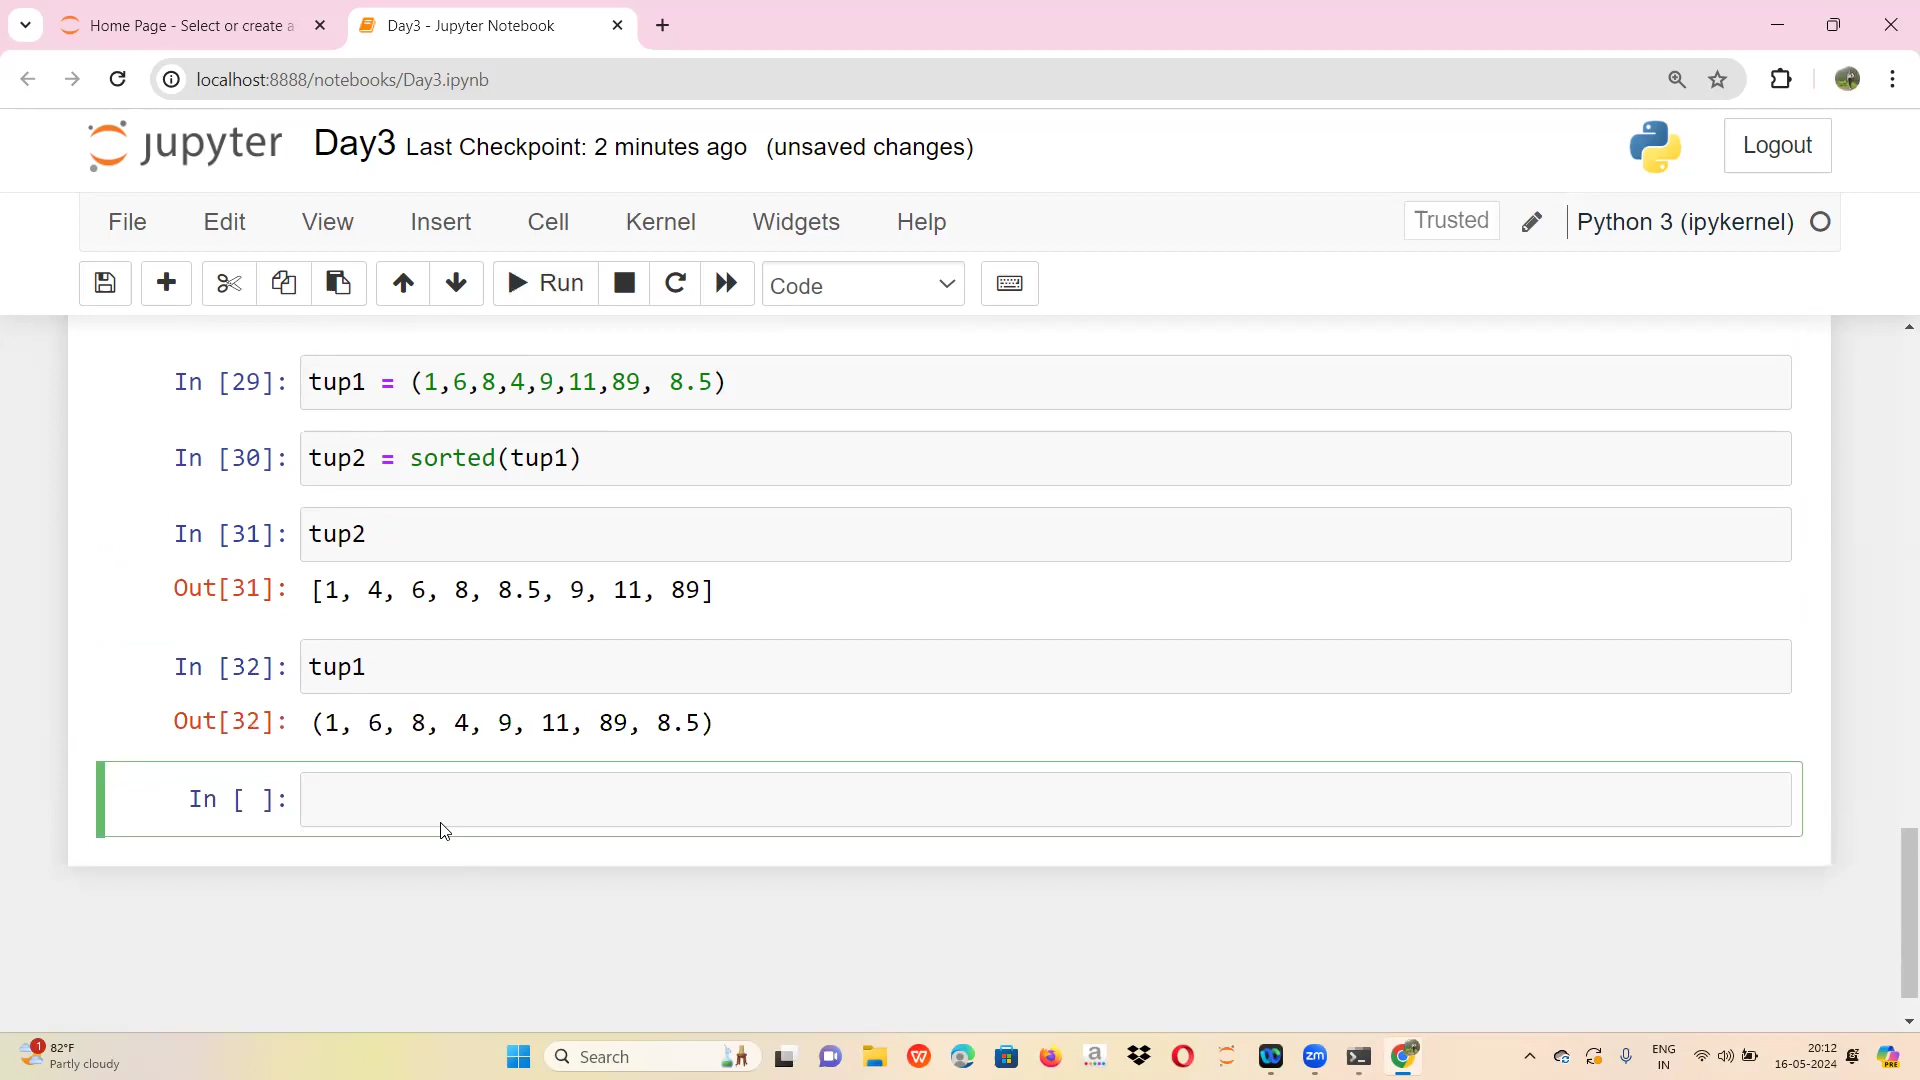 Home Page - Select or create a
Day3 - Jupyter Notebook
localhost:8888/notebooks/Day3.ipynb
jupyter Day3 Last Checkpoint: 2 minutes ago (unsaved changes)
Logout
File Edit View Insert Cell Kernel Widgets Help
Trusted
Python 3 (ipykernel)
Run
Code
In [29]: tup1 = (1,6,8,4,9,11,89, 8.5)
In [30]: tup2 = sorted(tup1)
In [31]: tup2
Out[31]: [1, 4, 6, 8, 8.5, 9, 11, 89]
In [32]: tup1
Out[32]: (1, 6, 8, 4, 9, 11, 89, 8.5)
In [ ]:
1
82°F
Partly cloudy
Search
a
zm
ENG
IN
20:12
16-05-2024
PRE